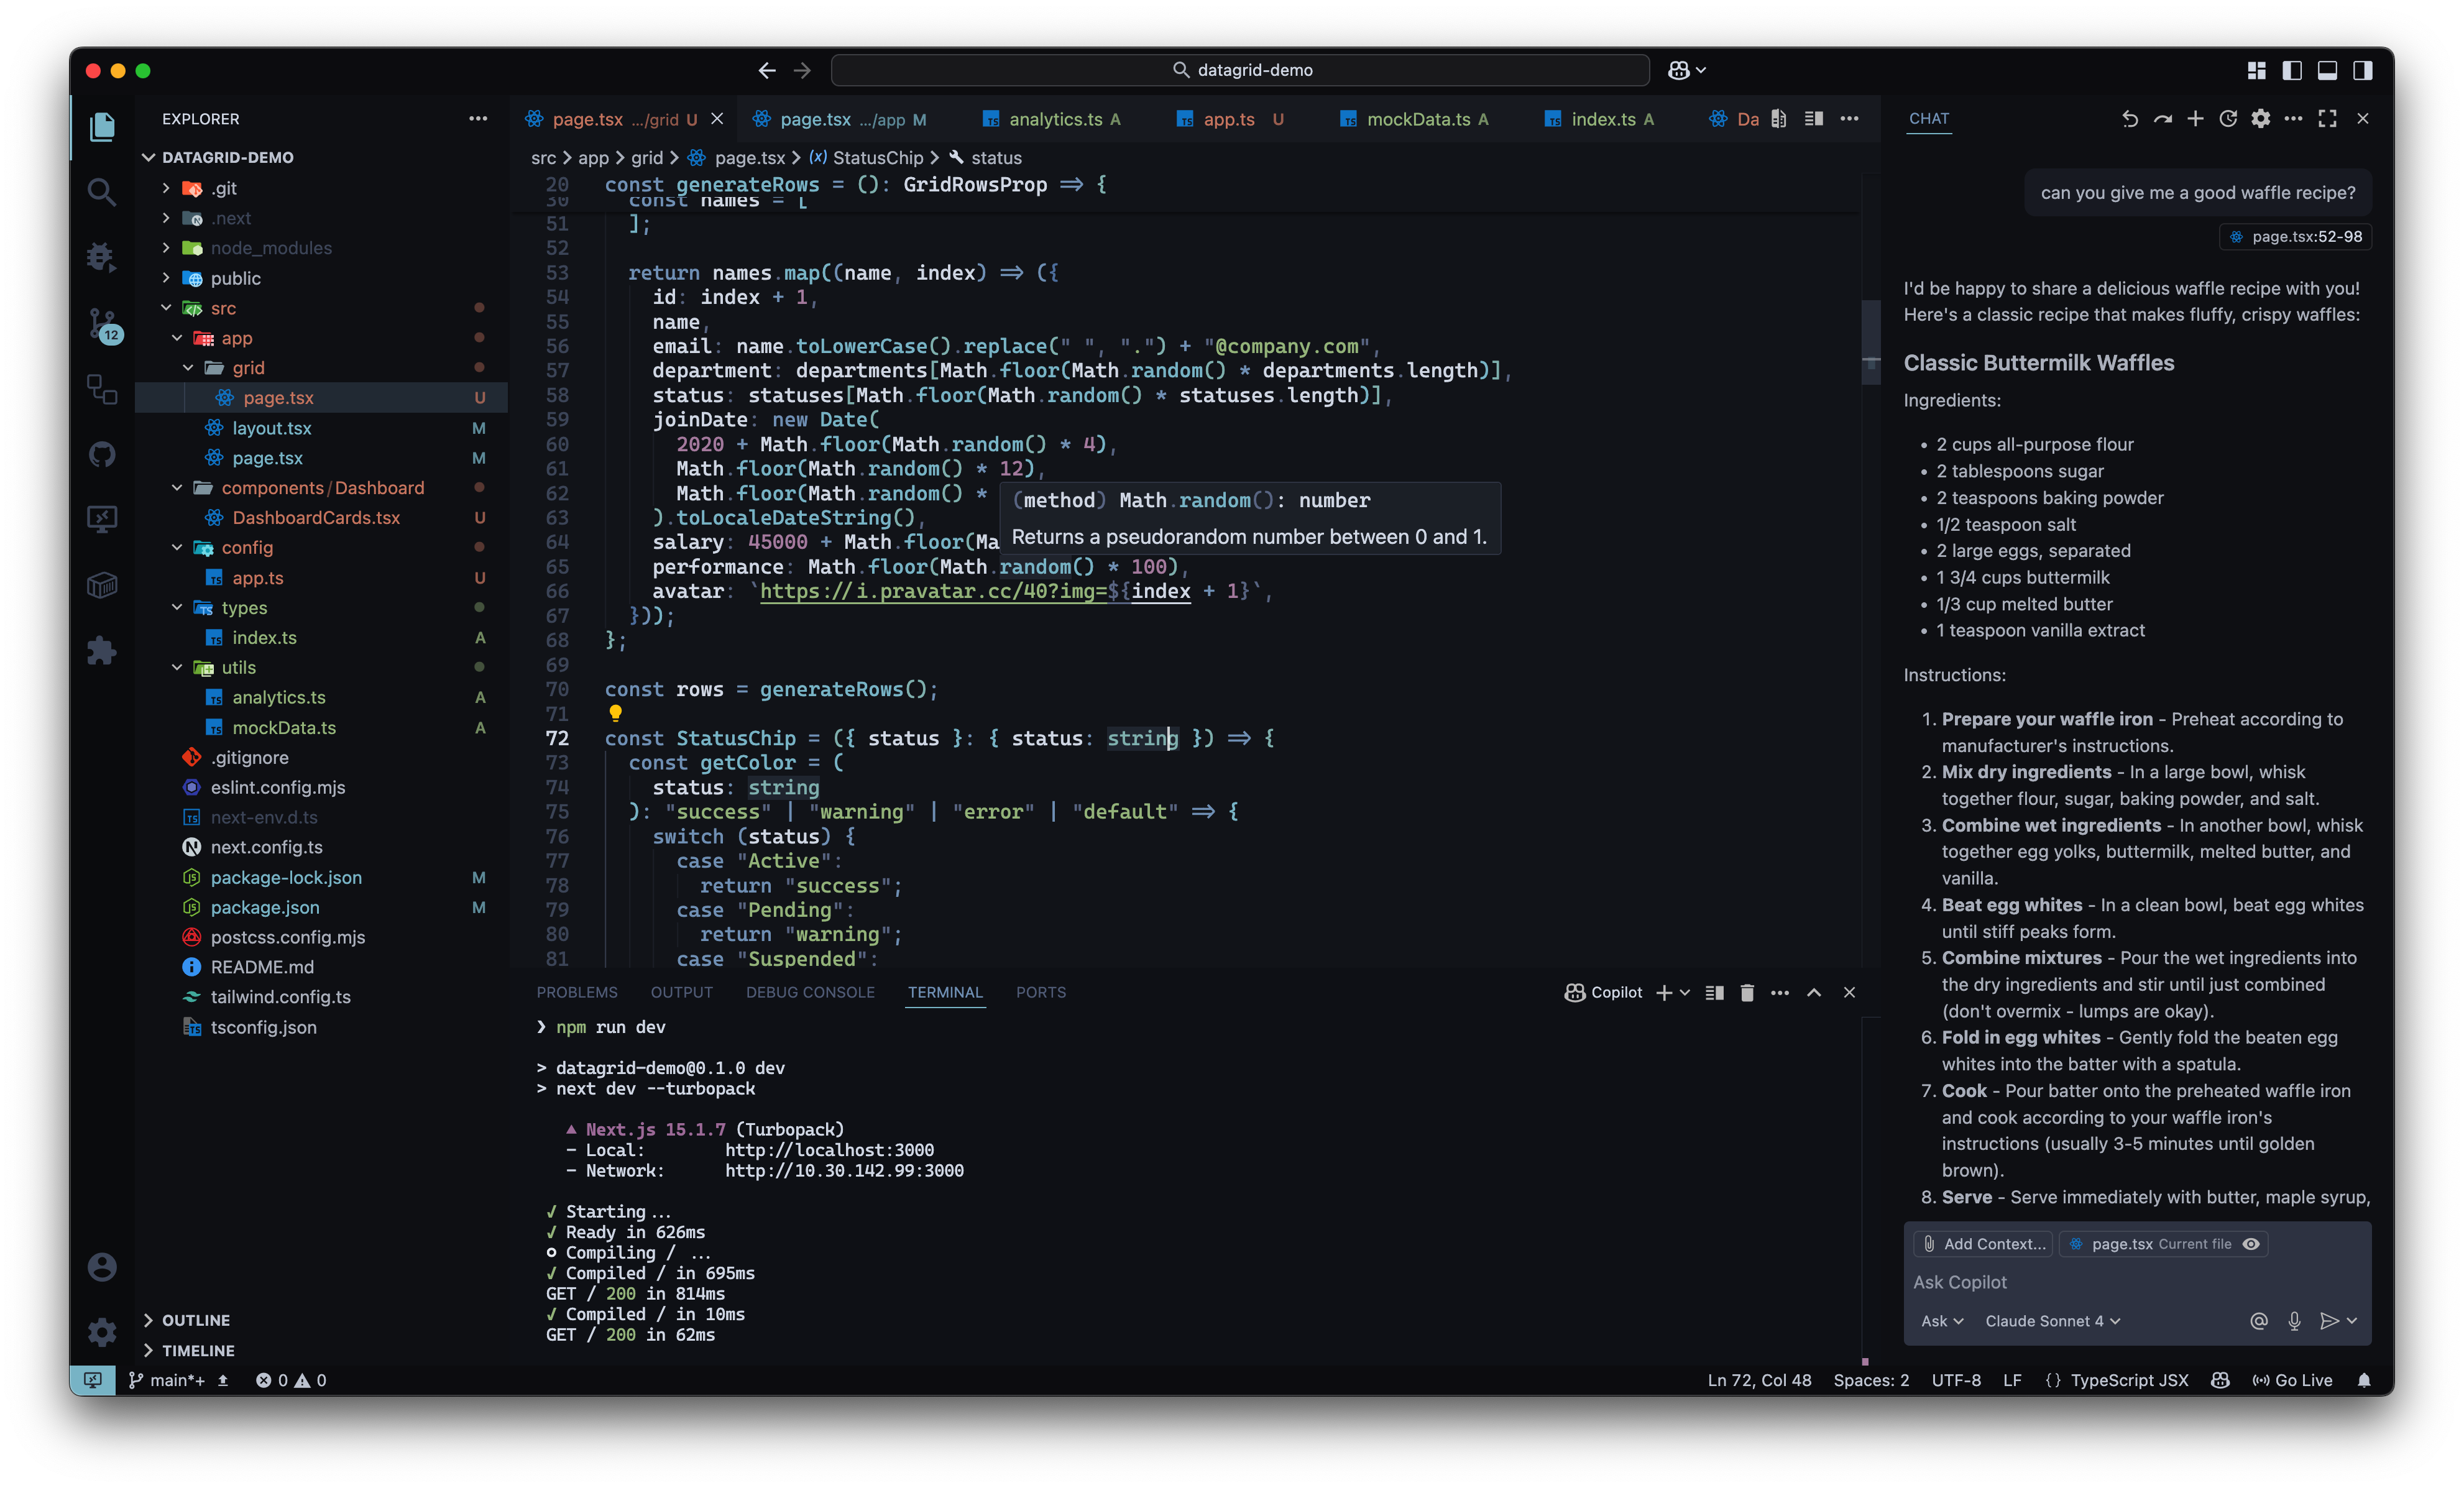 datagrid-demo
EXPLORER
DATAGRID-DEMO
.git
.next
node_modules
public
src
app
grid
page.tsx U
layout.tsx M
page.tsx M
components/Dashboard
DashboardCards.tsx U
config
app.ts U
types
index.ts A
utils
analytics.ts A
mockData.ts A
.gitignore
eslint.config.mjs
next-env.d.ts
next.config.ts
package-lock.json M
package.json M
postcss.config.mjs
README.md
tailwind.config.ts
tsconfig.json
OUTLINE
TIMELINE
12
page.tsx .../grid U
page.tsx .../app M
analytics.ts A
app.ts U
mockData.ts A
index.ts A
Da
src > app > grid > page.tsx > StatusChip > status
20 const generateRows = (): GridRowsProp => {
30 const names = [
51 ];
52
53 return names.map((name, index) => ({
54 id: index + 1,
55 name,
56 email: name.toLowerCase().replace(" ", ".") + "@company.com",
57 department: departments[Math.floor(Math.random() * departments.length)],
58 status: statuses[Math.floor(Math.random() * statuses.length)],
59 joinDate: new Date(
60 2020 + Math.floor(Math.random() * 4),
61 Math.floor(Math.random() * 12),
62 Math.floor(Math.random() *
63 ).toLocaleDateString(),
64 salary: 45000 + Math.floor(Ma
65 performance: Math.floor(Math.random() * 100),
66 avatar: `https://i.pravatar.cc/40?img=${index + 1}`,
67 }));
68 };
69
70 const rows = generateRows();
71
72 const StatusChip = ({ status }: { status: string }) => {
73 const getColor = (
74 status: string
75 ): "success" | "warning" | "error" | "default" => {
76 switch (status) {
77 case "Active":
78 return "success";
79 case "Pending":
80 return "warning";
81 case "Suspended":
(method) Math.random(): number
Returns a pseudorandom number between 0 and 1.
PROBLEMS OUTPUT DEBUG CONSOLE TERMINAL PORTS
Copilot
❯ npm run dev
> datagrid-demo@0.1.0 dev
> next dev --turbopack
▲ Next.js 15.1.7 (Turbopack)
- Local: http://localhost:3000
- Network: http://10.30.142.99:3000
✓ Starting...
✓ Ready in 626ms
○ Compiling / ...
✓ Compiled / in 695ms
GET / 200 in 814ms
✓ Compiled / in 10ms
GET / 200 in 62ms
CHAT
can you give me a good waffle recipe?
page.tsx:52-98
I'd be happy to share a delicious waffle recipe with you!
Here's a classic recipe that makes fluffy, crispy waffles:
Classic Buttermilk Waffles
Ingredients:
• 2 cups all-purpose flour
• 2 tablespoons sugar
• 2 teaspoons baking powder
• 1/2 teaspoon salt
• 2 large eggs, separated
• 1 3/4 cups buttermilk
• 1/3 cup melted butter
• 1 teaspoon vanilla extract
Instructions:
1. Prepare your waffle iron - Preheat according to
manufacturer's instructions.
2. Mix dry ingredients - In a large bowl, whisk
together flour, sugar, baking powder, and salt.
3. Combine wet ingredients - In another bowl, whisk
together egg yolks, buttermilk, melted butter, and
vanilla.
4. Beat egg whites - In a clean bowl, beat egg whites
until stiff peaks form.
5. Combine mixtures - Pour the wet ingredients into
the dry ingredients and stir until just combined
(don't overmix - lumps are okay).
6. Fold in egg whites - Gently fold the beaten egg
whites into the batter with a spatula.
7. Cook - Pour batter onto the preheated waffle iron
and cook according to your waffle iron's
instructions (usually 3-5 minutes until golden
brown).
8. Serve - Serve immediately with butter, maple syrup,
Add Context...
page.tsx Current file
Ask Copilot
Ask
Claude Sonnet 4
main*+
0 0
Ln 72, Col 48
Spaces: 2
UTF-8
LF
{} TypeScript JSX
Go Live